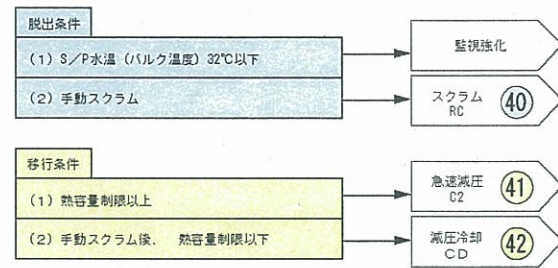 脱出条件
(1) S/P水温 (バルク温度) 32℃以下
監視強化
(2) 手動スクラム
スクラム
RC
40
移行条件
(1) 熱容量制限以上
急速減圧
C2
41
(2) 手動スクラム後、 熱容量制限以下
減圧冷却
CD
42